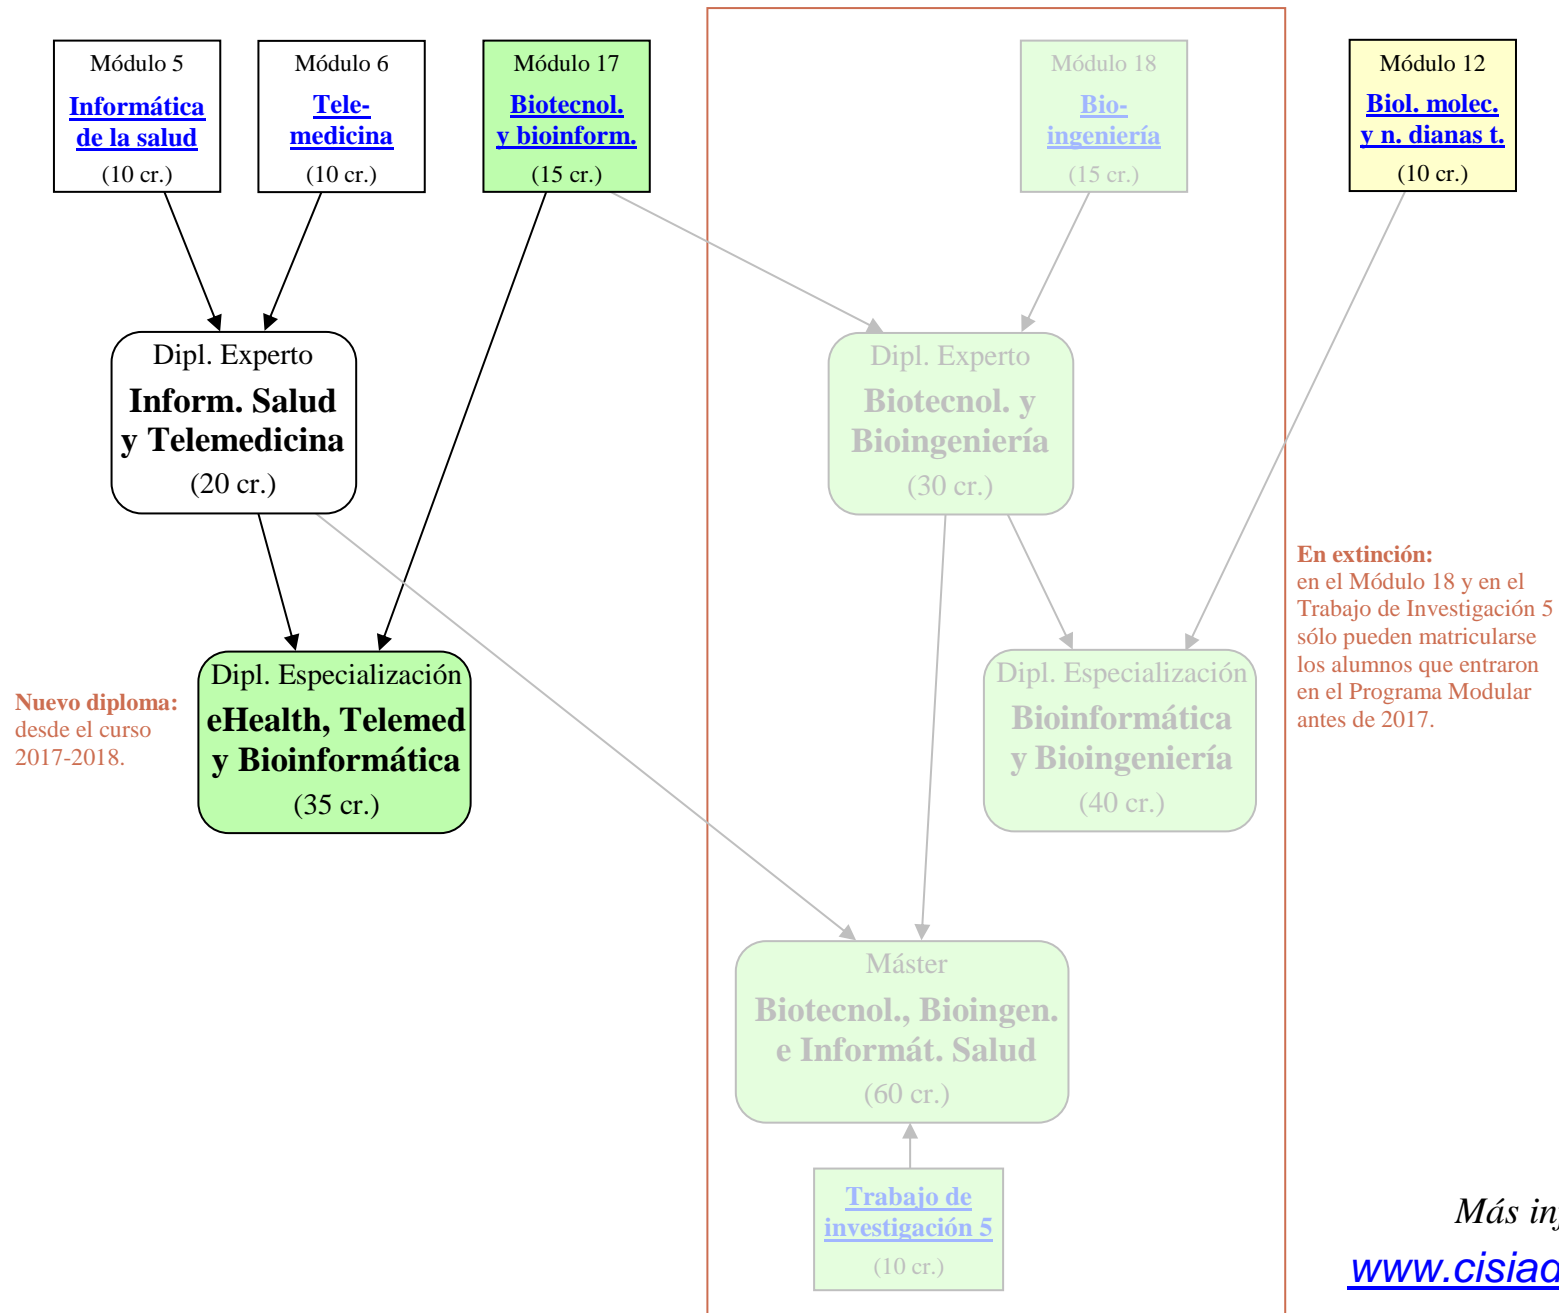 Módulo 5
Informática
de la salud
(10 cr.)
Módulo 6
Tele-
medicina
(10 cr.)
Módulo 17
Biotecnol.
y bioinform.
(15 cr.)
Módulo 18
Bio-
ingeniería
(15 cr.)
Módulo 12
Biol. molec.
y n. dianas t.
(10 cr.)
Dipl. Experto
Inform. Salud
y Telemedicina
(20 cr.)
Dipl. Experto
Biotecnol. y
Bioingeniería
(30 cr.)
En extinción:
en el Módulo 18 y en el
Trabajo de Investigación 5
sólo pueden matricularse
los alumnos que entraron
en el Programa Modular
antes de 2017.
Nuevo diploma:
desde el curso
2017-2018.
Dipl. Especialización
eHealth, Telemed
y Bioinformática
(35 cr.)
Dipl. Especialización
Bioinformática
y Bioingeniería
(40 cr.)
Máster
Biotecnol., Bioingen.
e Informát. Salud
(60 cr.)
Trabajo de
investigación 5
(10 cr.)
Más in
www.cisiad